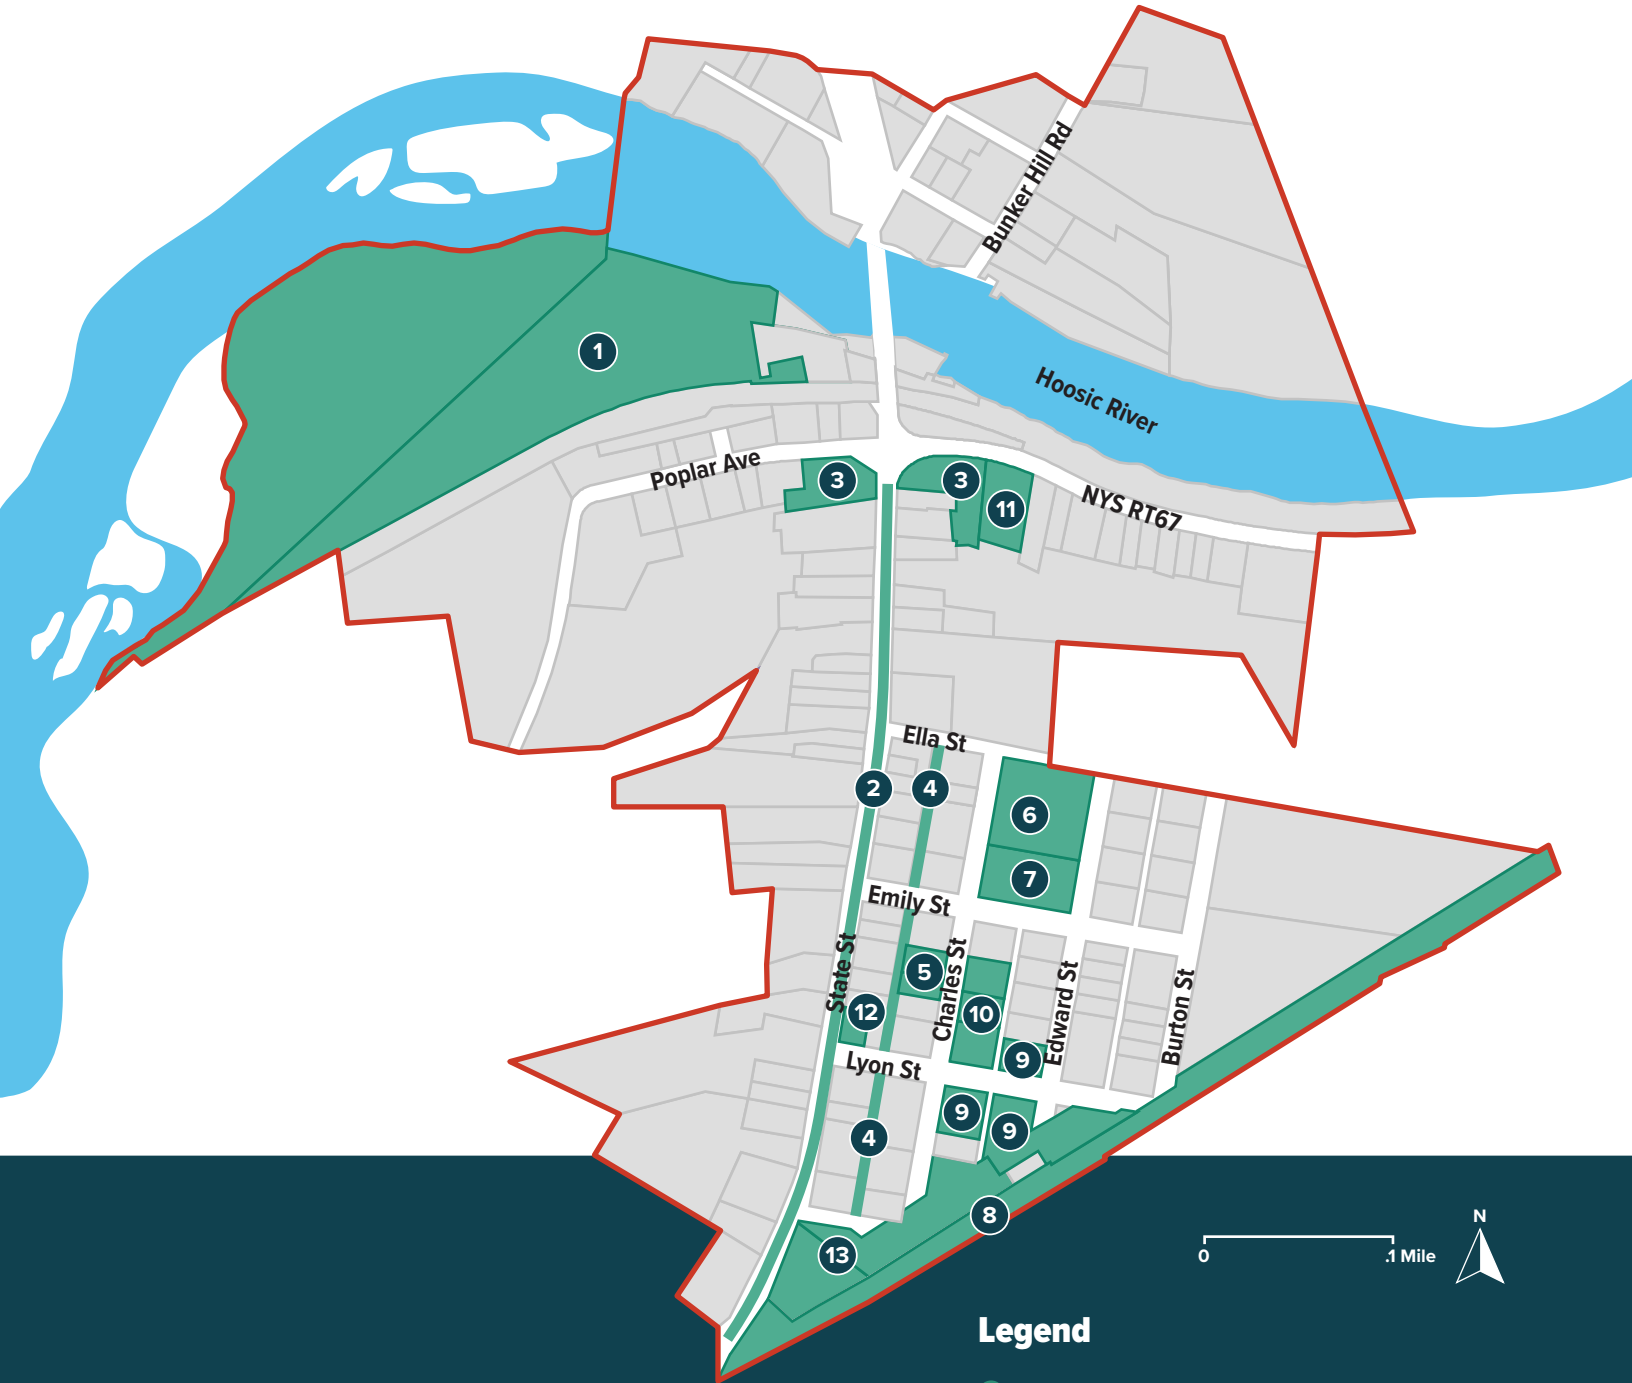 Bunker Hill Rd
1
Hoosic River
Poplar Ave
3
3
11
NYS RT67
Ella St
2
4
6
7
Emily St
State St
5
Charles St
12
10
Edward St
Burton St
9
Lyon St
9
9
4
8
13
N
0
.1 Mile
Legend